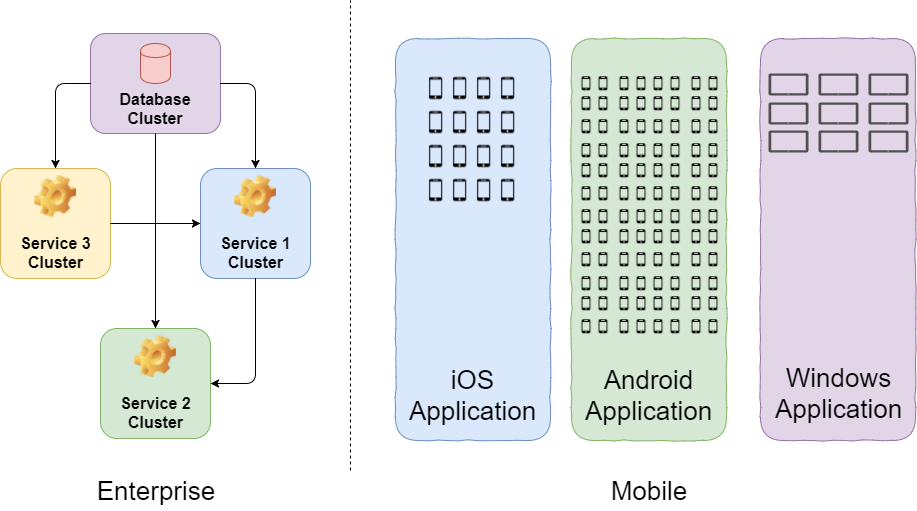 Database
Cluster
Service 3
Cluster
Service 1
Cluster
Service 2
Cluster
Enterprise
iOS
Application
Android
Application
Windows
Application
Mobile